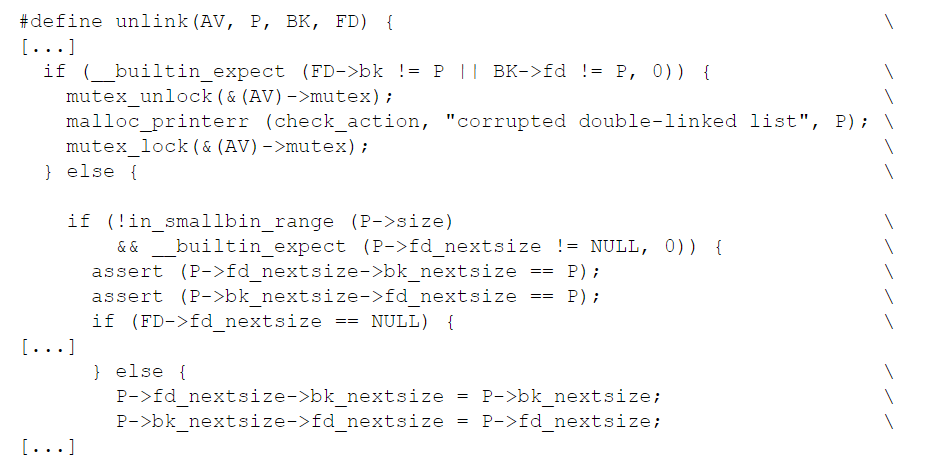 #define unlink(AV, P, BK, FD) { \
[...]
if (__builtin_expect (FD->bk != P || BK->fd != P, 0)) { \
mutex_unlock(&(AV)->mutex); \
malloc_printerr (check_action, "corrupted double-linked list", P); \
mutex_lock(&(AV)->mutex); \
} else { \
if (!in_smallbin_range (P->size) \
&& __builtin_expect (P->fd_nextsize != NULL, 0)) { \
assert (P->fd_nextsize->bk_nextsize == P); \
assert (P->bk_nextsize->fd_nextsize == P); \
if (FD->fd_nextsize == NULL) { \
[...]
} else { \
P->fd_nextsize->bk_nextsize = P->bk_nextsize; \
P->bk_nextsize->fd_nextsize = P->fd_nextsize; \
[...]